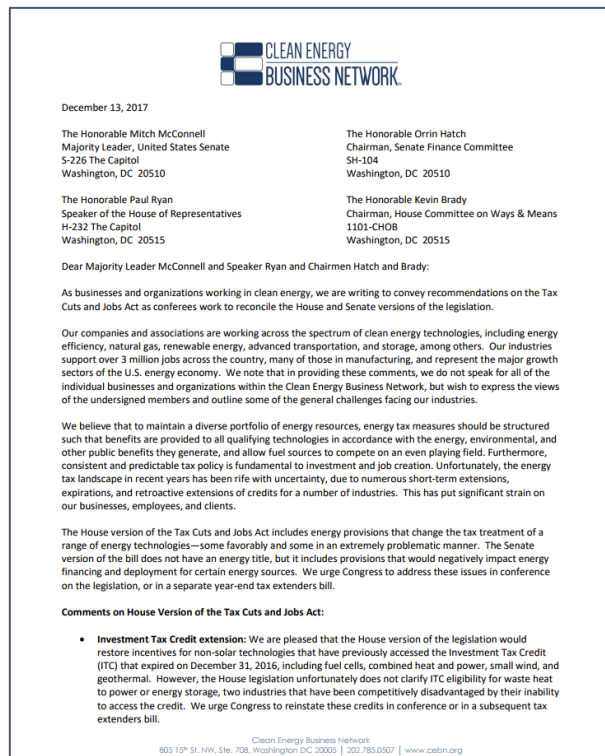 CLEAN ENERGY
BUSINESS NETWORK
December 13, 2017
The Honorable Mitch McConnell
Majority Leader, United States Senate
S-226 The Capitol
Washington, DC  20510
The Honorable Orrin Hatch
Chairman, Senate Finance Committee
SH-104
Washington, DC  20510
The Honorable Paul Ryan
Speaker of the House of Representatives
H-232 The Capitol
Washington, DC  20515
The Honorable Kevin Brady
Chairman, House Committee on Ways & Means
1101-CHOB
Washington, DC  20515
Dear Majority Leader McConnell and Speaker Ryan and Chairmen Hatch and Brady:
As businesses and organizations working in clean energy, we are writing to convey recommendations on the Tax
Cuts and Jobs Act as conferees work to reconcile the House and Senate versions of the legislation.
Our companies and associations are working across the spectrum of clean energy technologies, including energy
efficiency, natural gas, renewable energy, advanced transportation, and storage, among others.  Our industries
support over 3 million jobs across the country, many of those in manufacturing, and represent the major growth
sectors of the U.S. energy economy.  We note that in providing these comments, we do not speak for all of the
individual businesses and organizations within the Clean Energy Business Network, but wish to express the views
of the undersigned members and outline some of the general challenges facing our industries.
We believe that to maintain a diverse portfolio of energy resources, energy tax measures should be structured
such that benefits are provided to all qualifying technologies in accordance with the energy, environmental, and
other public benefits they generate, and allow fuel sources to compete on an even playing field. Furthermore,
consistent and predictable tax policy is fundamental to investment and job creation. Unfortunately, the energy
tax landscape in recent years has been rife with uncertainty, due to numerous short-term extensions,
expirations, and retroactive extensions of credits for a number of industries.  This has put significant strain on
our businesses, employees, and clients.
The House version of the Tax Cuts and Jobs Act includes energy provisions that change the tax treatment of a
range of energy technologies—some favorably and some in an extremely problematic manner.  The Senate
version of the bill does not have an energy title, but it includes provisions that would negatively impact energy
financing and deployment for certain energy sources.  We urge Congress to address these issues in conference
on the legislation, or in a separate year-end tax extenders bill.
Comments on House Version of the Tax Cuts and Jobs Act:
• Investment Tax Credit extension: We are pleased that the House version of the legislation would
restore incentives for non-solar technologies that have previously accessed the Investment Tax Credit
(ITC) that expired on December 31, 2016, including fuel cells, combined heat and power, small wind, and
geothermal.  However, the House legislation unfortunately does not clarify ITC eligibility for waste heat
to power or energy storage, two industries that have been competitively disadvantaged by their inability
to access the credit.  We urge Congress to reinstate these credits in conference or in a subsequent tax
extenders bill.
Clean Energy Business Network
805 15th St. NW, Ste. 708, Washington DC 20005 | 202.785.0507 | www.cebn.org